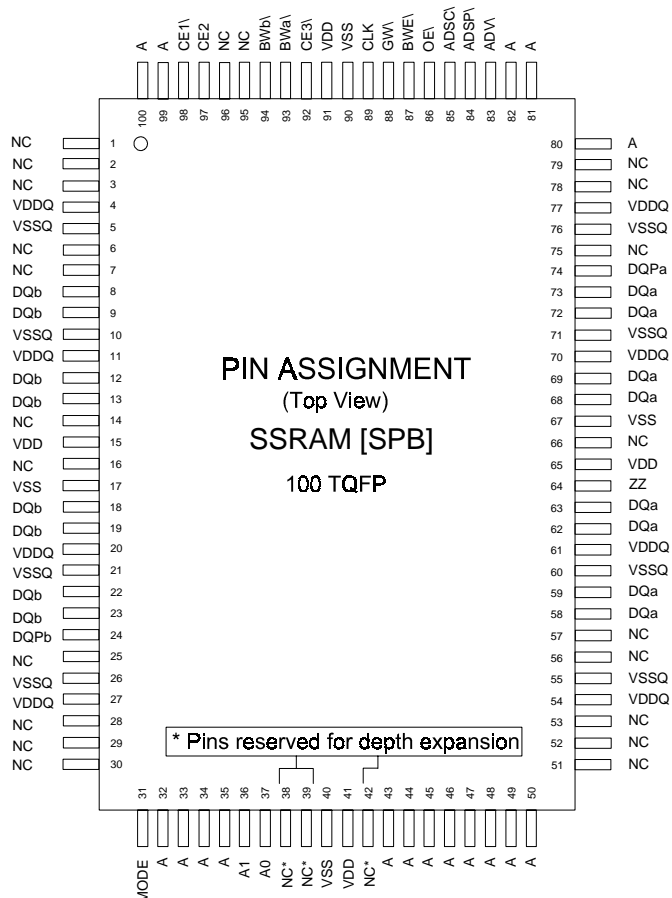 A A CE1\ CE2 NC NC BWb\ BWa\ CE3\ VDD VSS CLK GW\ BWE\ OE\ ADSC\ ADSP\ ADV\ A A
100 99 98 97 96 95 94 93 92 91 90 89 88 87 86 85 84 83 82 81
NC 1
NC 2
NC 3
VDDQ 4
VSSQ 5
NC 6
NC 7
DQb 8
DQb 9
VSSQ 10
VDDQ 11
DQb 12
DQb 13
NC 14
VDD 15
NC 16
VSS 17
DQb 18
DQb 19
VDDQ 20
VSSQ 21
DQb 22
DQb 23
DQPb 24
NC 25
VSSQ 26
VDDQ 27
NC 28
NC 29
NC 30
PIN ASSIGNMENT
(Top View)
SSRAM [SPB]
100 TQFP
80 A
79 NC
78 NC
77 VDDQ
76 VSSQ
75 NC
74 DQPa
73 DQa
72 DQa
71 VSSQ
70 VDDQ
69 DQa
68 DQa
67 VSS
66 NC
65 VDD
64 ZZ
63 DQa
62 DQa
61 VDDQ
60 VSSQ
59 DQa
58 DQa
57 NC
56 NC
55 VSSQ
54 VDDQ
53 NC
52 NC
51 NC
* Pins reserved for depth expansion
31 32 33 34 35 36 37 38 39 40 41 42 43 44 45 46 47 48 49 50
MODE A A A A A1 A0 NC* NC* VSS VDD NC* A A A A A A A A